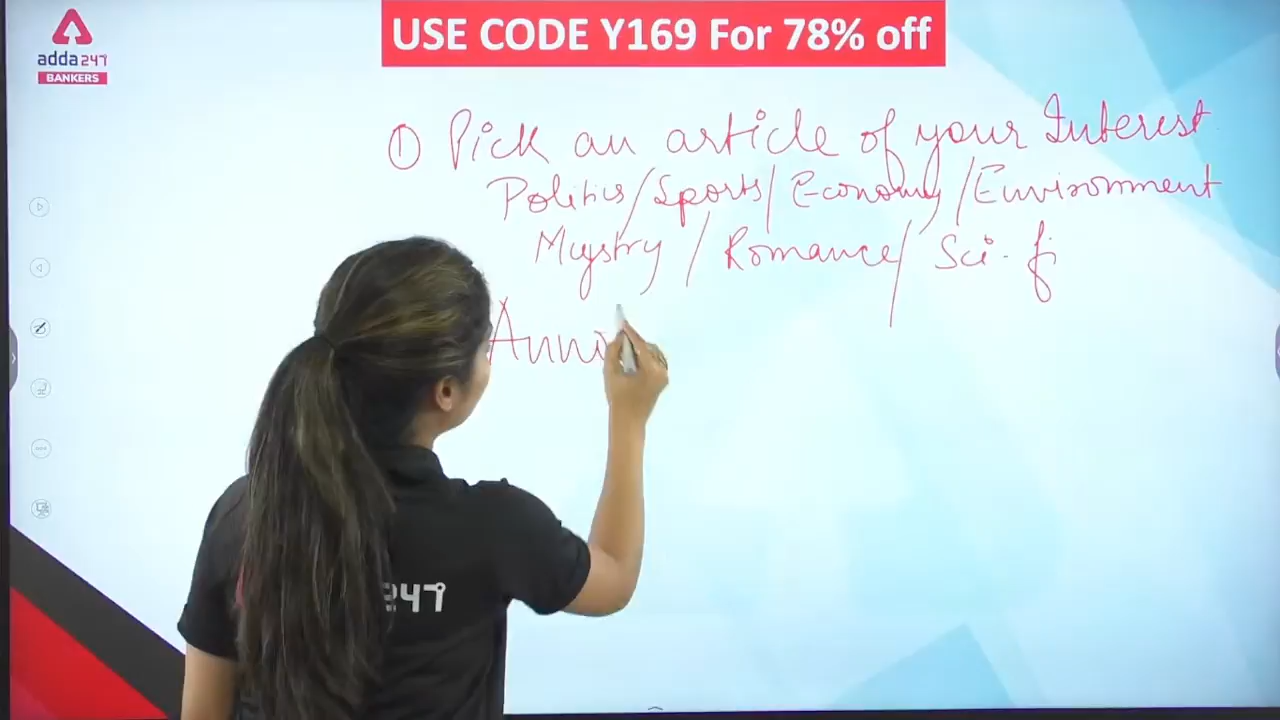 USE CODE Y169 For 78% off
adda247
BANKERS
① Pick an article of your Interest
Politics/Sports/Economy/Environment
Mystry / Romance/ Sci-fi
247